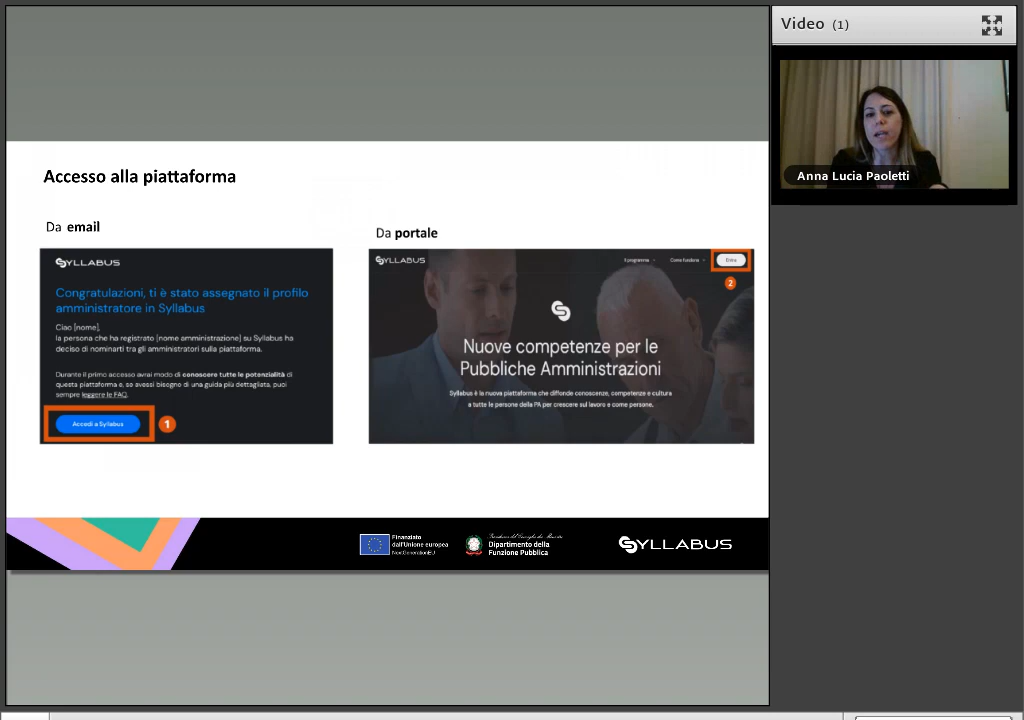 Video (1)
Anna Lucia Paoletti
Accesso alla piattaforma
Da email
SYLLABUS
Congratulazioni, ti è stato assegnato il profilo
amministratore in Syllabus
Ciao [nome],
la persona che ha registrato [nome amministrazione] su Syllabus ha
deciso di nominarti tra gli amministratori sulla piattaforma.
Durante il primo accesso avrai modo di conoscere tutte le potenzialità di
questa piattaforma e, se avessi bisogno di una guida più dettagliata, puoi
sempre leggere le FAQ.
Accedi a Syllabus
1
Da portale
SYLLABUS
Il programma
Come funziona
Entra
2
Nuove competenze per le
Pubbliche Amministrazioni
Syllabus è la nuova piattaforma che diffonde conoscenze, competenze e cultura
a tutte le persone della PA per crescere sul lavoro e come persone.
Finanziato
dall'Unione europea
NextGenerationEU
Presidenza del Consiglio dei Ministri
Dipartimento della
Funzione Pubblica
SYLLABUS